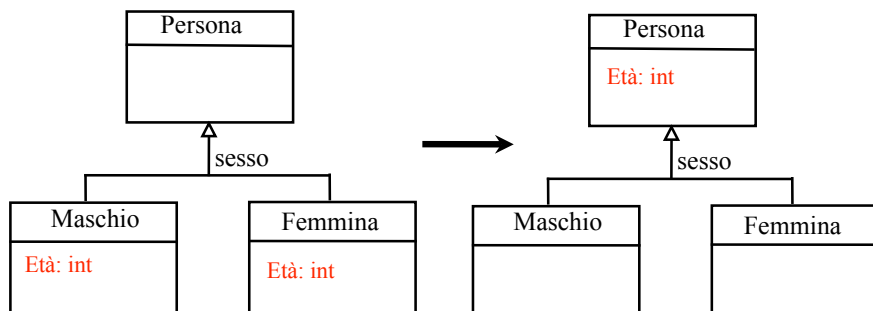 Persona
sesso
Maschio
Femmina
Età: int
Età: int
Persona
Età: int
sesso
Maschio
Femmina